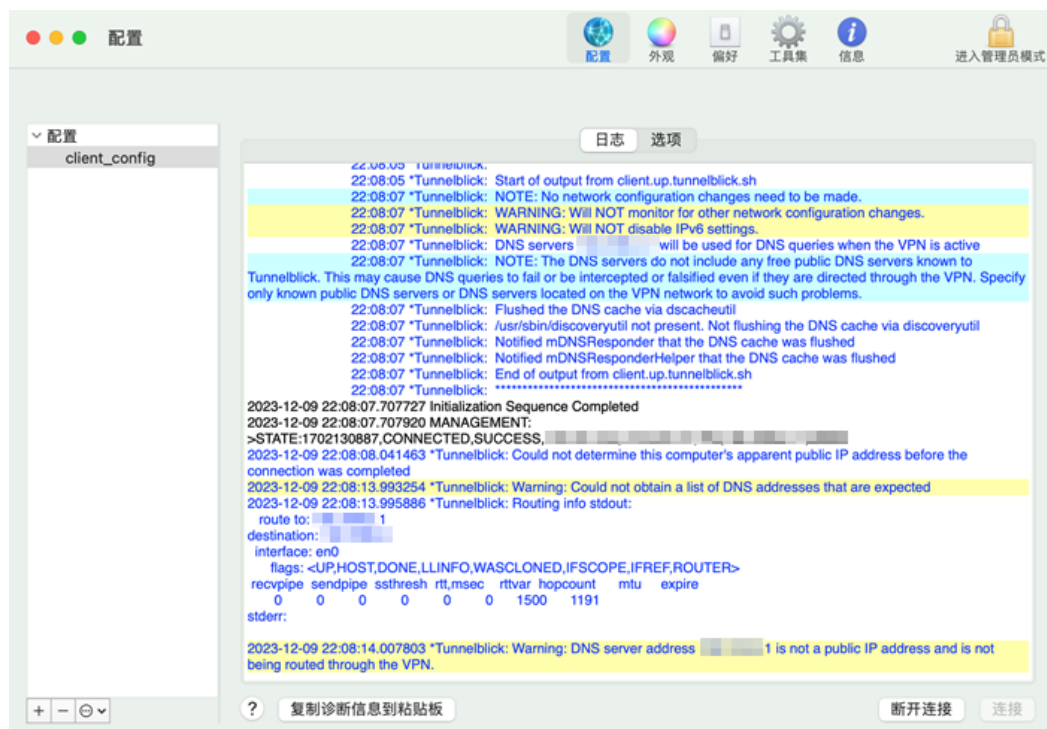 配置
配置
外观
偏好
工具集
信息
进入管理员模式
配置
client_config
日志
选项
22:08:05 *Tunnelblick:
22:08:05 *Tunnelblick: Start of output from client.up.tunnelblick.sh
22:08:07 *Tunnelblick: NOTE: No network configuration changes need to be made.
22:08:07 *Tunnelblick: WARNING: Will NOT monitor for other network configuration changes.
22:08:07 *Tunnelblick: WARNING: Will NOT disable IPv6 settings.
22:08:07 *Tunnelblick: DNS servers will be used for DNS queries when the VPN is active
22:08:07 *Tunnelblick: NOTE: The DNS servers do not include any free public DNS servers known to
Tunnelblick. This may cause DNS queries to fail or be intercepted or falsified even if they are directed through the VPN. Specify
only known public DNS servers or DNS servers located on the VPN network to avoid such problems.
22:08:07 *Tunnelblick: Flushed the DNS cache via dscacheutil
22:08:07 *Tunnelblick: /usr/sbin/discoveryutil not present. Not flushing the DNS cache via discoveryutil
22:08:07 *Tunnelblick: Notified mDNSResponder that the DNS cache was flushed
22:08:07 *Tunnelblick: Notified mDNSResponderHelper that the DNS cache was flushed
22:08:07 *Tunnelblick: End of output from client.up.tunnelblick.sh
22:08:07 *Tunnelblick: **********************************************
2023-12-09 22:08:07.707727 Initialization Sequence Completed
2023-12-09 22:08:07.707920 MANAGEMENT:
>STATE:1702130887,CONNECTED,SUCCESS,
2023-12-09 22:08:08.041463 *Tunnelblick: Could not determine this computer's apparent public IP address before the
connection was completed
2023-12-09 22:08:13.993254 *Tunnelblick: Warning: Could not obtain a list of DNS addresses that are expected
2023-12-09 22:08:13.995886 *Tunnelblick: Routing info stdout:
route to: 1
destination:
interface: en0
flags: <UP,HOST,DONE,LLINFO,WASCLONED,IFSCOPE,IFREF,ROUTER>
recvpipe sendpipe ssthresh rtt,msec rttvar hopcount mtu expire
0 0 0 0 0 0 1500 1191
stderr:
2023-12-09 22:08:14.007803 *Tunnelblick: Warning: DNS server address 1 is not a public IP address and is not
being routed through the VPN.
? 复制诊断信息到粘贴板
断开连接
连接